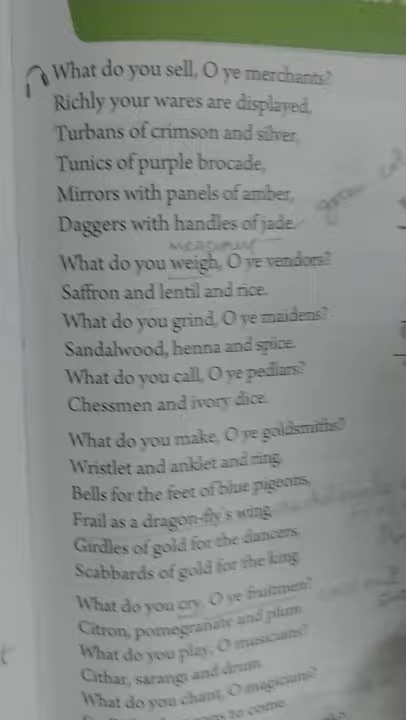 What do you sell, O ye merchants?
Richly your wares are displayed,
Turbans of crimson and silver,
Tunics of purple brocade,
Mirrors with panels of amber,
Daggers with handles of jade.
green
measure
What do you weigh, O ye vendors?
Saffron and lentil and rice.
What do you grind, O ye maidens?
Sandalwood, henna and spice.
What do you call, O ye pedlars?
Chessmen and ivory dice.
What do you make, O ye goldsmiths?
Wristlet and anklet and ring,
Bells for the feet of blue pigeons,
Frail as a dragon-fly's wing,
Girdles of gold for the dancers,
Scabbards of gold for the king.
What do you cry, O ye fruitmen?
Citron, pomegranate and plum.
What do you play, O musicians?
Cithar, sarangi and drum.
What do you chant, O magicians?
to come.